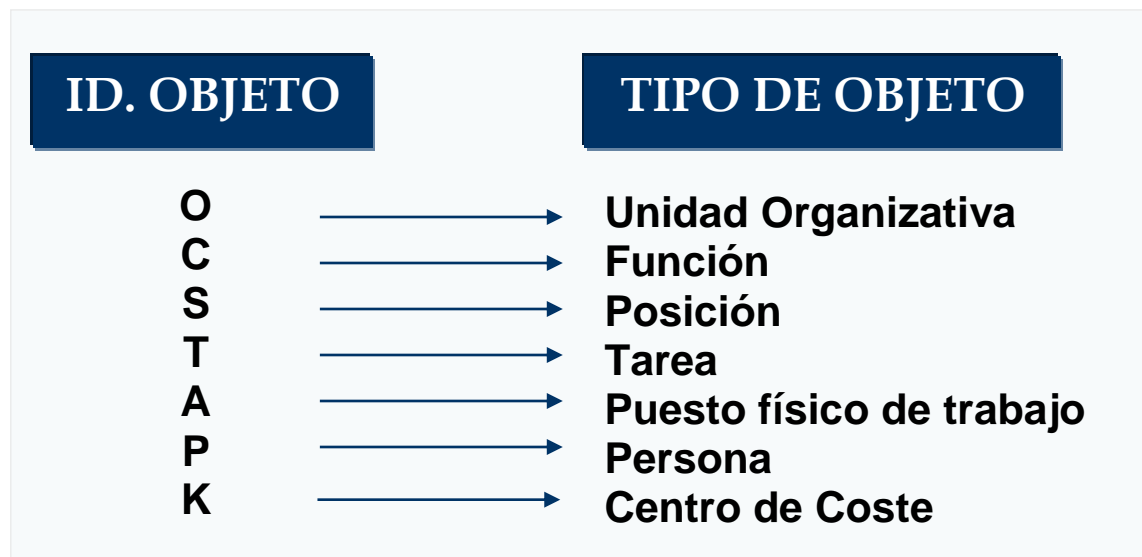 ID. OBJETO TIPO DE OBJETO
O Unidad Organizativa
C Función
S Posición
T Tarea
A Puesto físico de trabajo
P Persona
K Centro de Coste